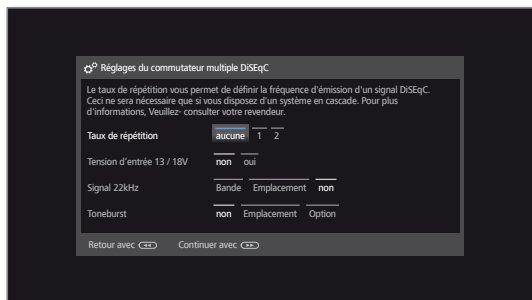 Réglages du commutateur multiple DiSEqC
Le taux de répétition vous permet de définir la fréquence d'émission d'un signal DiSEqC.
Ceci ne sera nécessaire que si vous disposez d'un système en cascade. Pour plus
d'informations, Veuillez- consulter votre revendeur.
Taux de répétition aucune 1 2
Tension d'entrée 13 / 18V non oui
Signal 22kHz Bande Emplacement non
Toneburst non Emplacement Option
Retour avec Continuer avec